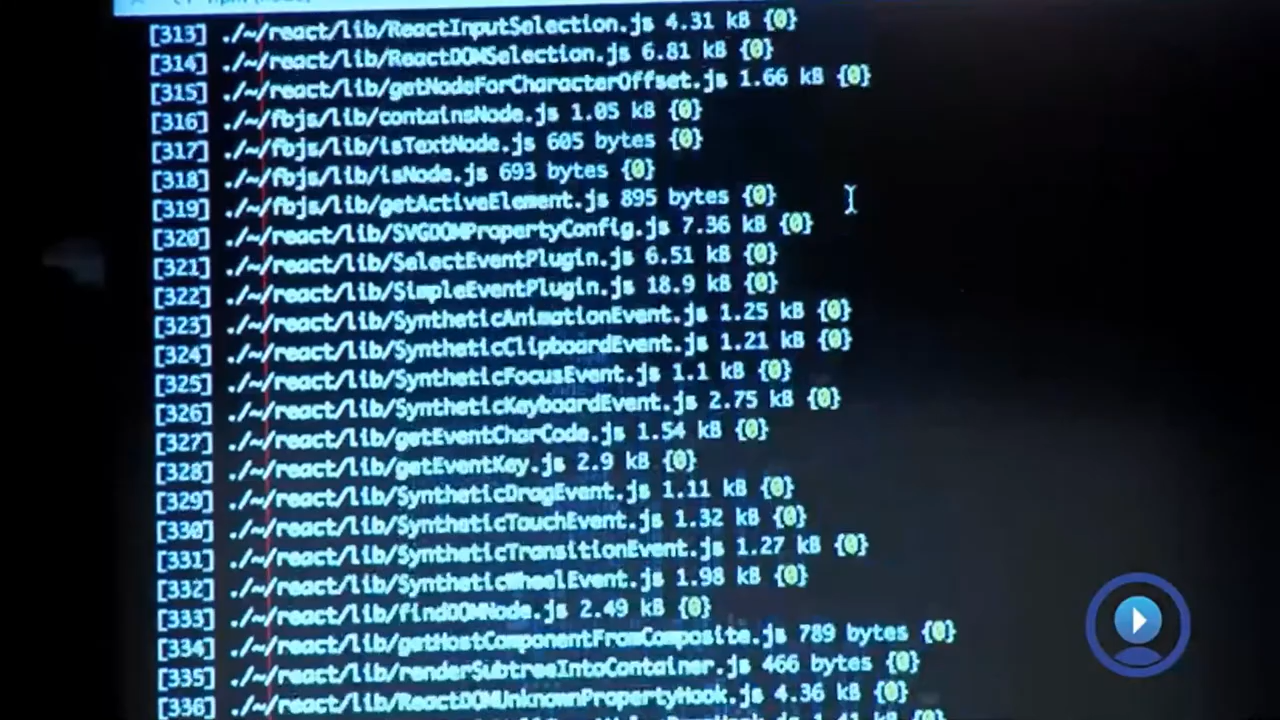 [313] ./~/react/lib/ReactInputSelection.js 4.31 kB {0}
[314] ./~/react/lib/ReactDOMSelection.js 6.81 kB {0}
[315] ./~/react/lib/getNodeForCharacterOffset.js 1.66 kB {0}
[316] ./~/fbjs/lib/containsNode.js 1.05 kB {0}
[317] ./~/fbjs/lib/isTextNode.js 605 bytes {0}
[318] ./~/fbjs/lib/isNode.js 693 bytes {0}
[319] ./~/fbjs/lib/getActiveElement.js 895 bytes {0}
[320] ./~/react/lib/SVGDOMPropertyConfig.js 7.36 kB {0}
[321] ./~/react/lib/SelectEventPlugin.js 6.51 kB {0}
[322] ./~/react/lib/SimpleEventPlugin.js 18.9 kB {0}
[323] ./~/react/lib/SyntheticAnimationEvent.js 1.25 kB {0}
[324] ./~/react/lib/SyntheticClipboardEvent.js 1.21 kB {0}
[325] ./~/react/lib/SyntheticFocusEvent.js 1.1 kB {0}
[326] ./~/react/lib/SyntheticKeyboardEvent.js 2.75 kB {0}
[327] ./~/react/lib/getEventCharCode.js 1.54 kB {0}
[328] ./~/react/lib/getEventKey.js 2.9 kB {0}
[329] ./~/react/lib/SyntheticDragEvent.js 1.11 kB {0}
[330] ./~/react/lib/SyntheticTouchEvent.js 1.32 kB {0}
[331] ./~/react/lib/SyntheticTransitionEvent.js 1.27 kB {0}
[332] ./~/react/lib/SyntheticWheelEvent.js 1.98 kB {0}
[333] ./~/react/lib/findDOMNode.js 2.49 kB {0}
[334] ./~/react/lib/getHostComponentFromComposite.js 789 bytes {0}
[335] ./~/react/lib/renderSubtreeIntoContainer.js 466 bytes {0}
[336] ./~/react/lib/ReactDOMUnknownPropertyHook.js 4.36 kB {0}